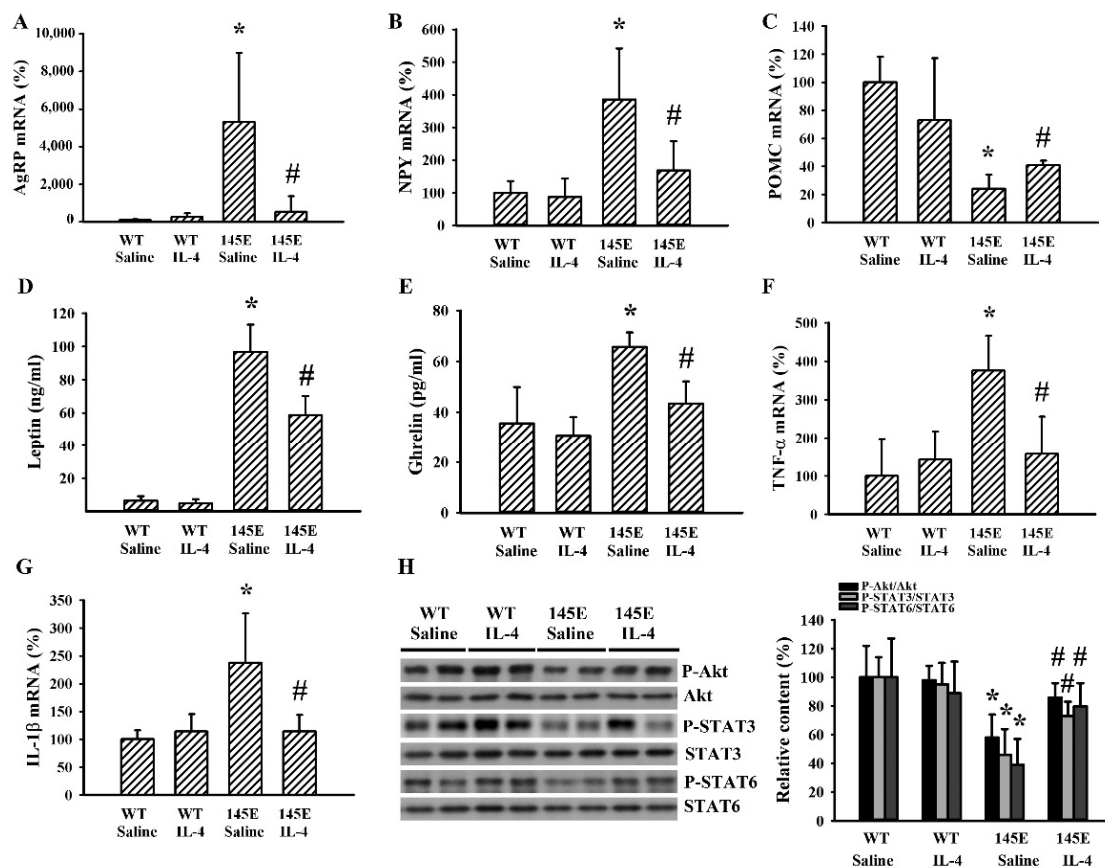 A
AgRP mRNA (%)
10,000
8,000
6,000
4,000
2,000
0
*
#
WT WT 145E 145E
Saline IL-4 Saline IL-4
B
NPY mRNA (%)
600
500
400
300
200
100
0
*
#
WT WT 145E 145E
Saline IL-4 Saline IL-4
C
POMC mRNA (%)
140
120
100
80
60
40
20
0
*
#
WT WT 145E 145E
Saline IL-4 Saline IL-4
D
Leptin (ng/ml)
120
100
80
60
40
20
*
#
WT WT 145E 145E
Saline IL-4 Saline IL-4
E
Ghrelin (pg/ml)
80
60
40
20
0
*
#
WT WT 145E 145E
Saline IL-4 Saline IL-4
F
TNF-α mRNA (%)
500
400
300
200
100
0
*
#
WT WT 145E 145E
Saline IL-4 Saline IL-4
G
IL-1β mRNA (%)
350
300
250
200
150
100
50
0
*
#
WT WT 145E 145E
Saline IL-4 Saline IL-4
H
WT WT 145E 145E
Saline IL-4 Saline IL-4
P-Akt
Akt
P-STAT3
STAT3
P-STAT6
STAT6
P-Akt/Akt
P-STAT3/STAT3
P-STAT6/STAT6
Relative content (%)
140
120
100
80
60
40
20
0
* * *
# # #
WT WT 145E 145E
Saline IL-4 Saline IL-4